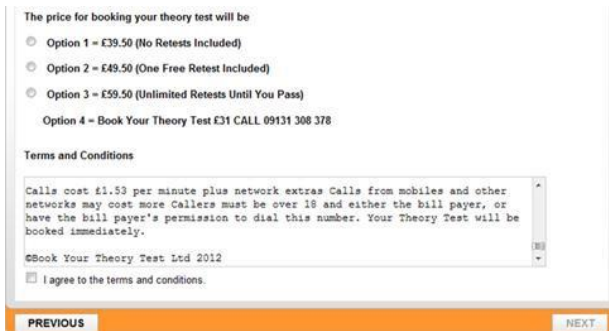 The price for booking your theory test will be
Option 1 = £39.50 (No Retests Included)
Option 2 = £49.50 (One Free Retest Included)
Option 3 = £59.50 (Unlimited Retests Until You Pass)
Option 4 = Book Your Theory Test £31 CALL 09131 308 378
Terms and Conditions
Calls cost £1.53 per minute plus network extras Calls from mobiles and other
networks may cost more Callers must be over 18 and either the bill payer, or
have the bill payer's permission to dial this number. Your Theory Test will be
booked immediately.
©Book Your Theory Test Ltd 2012
I agree to the terms and conditions.
PREVIOUS
NEXT